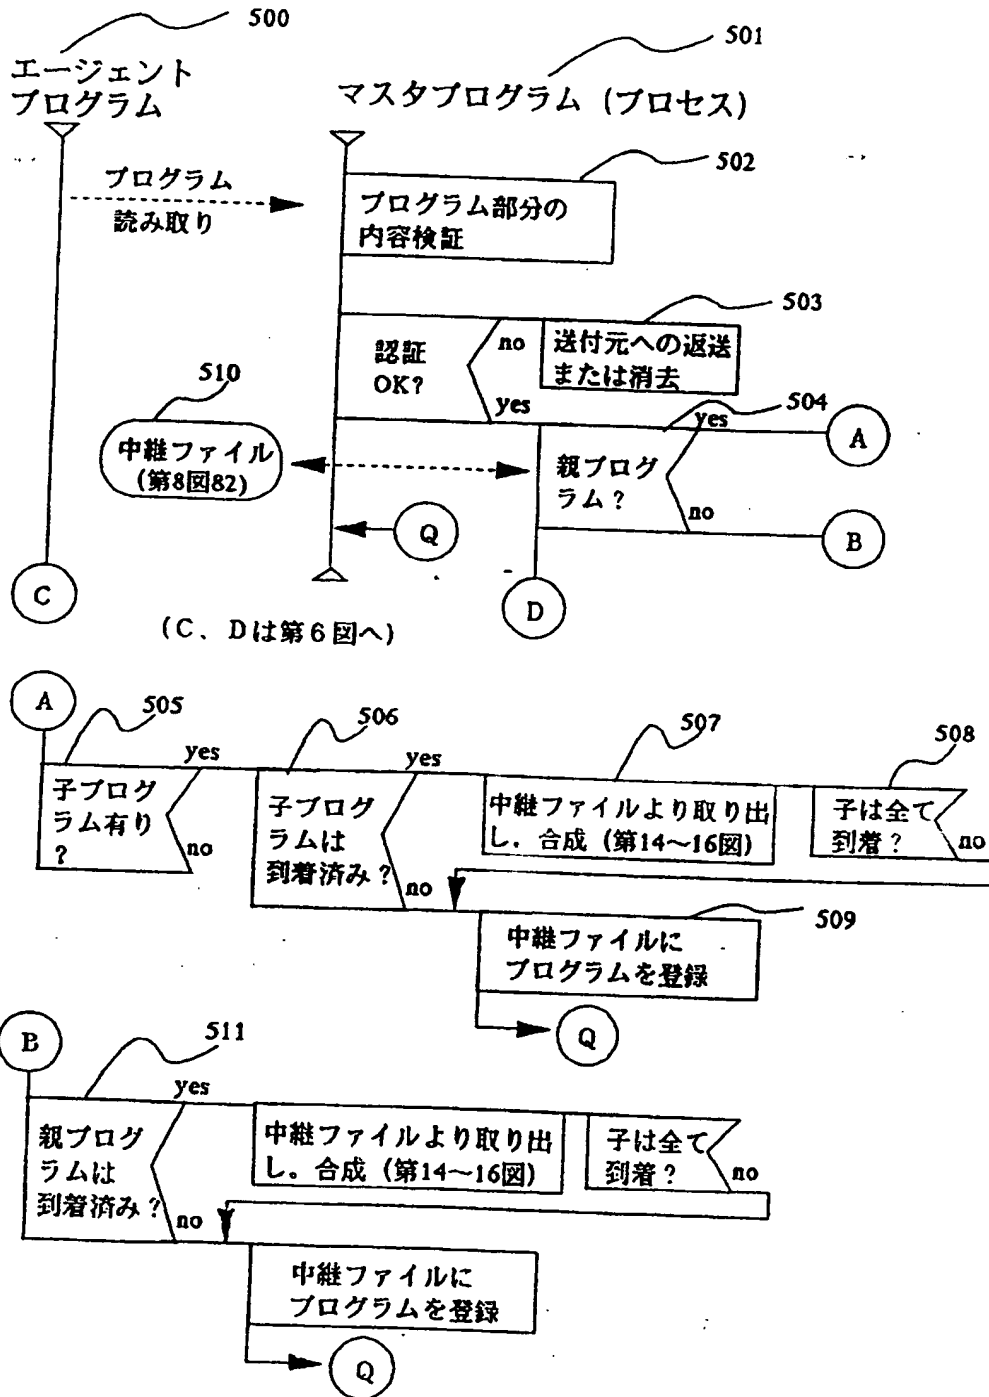 500
501
エージェント
プログラム
マスタプログラム (プロセス)
502
プログラム
読み取り
プログラム部分の
内容検証
503
認証
OK?
no
yes
送付元への返送
または消去
510
504
中継ファイル
(第8図82)
親プログ
ラム?
yes
no
A
B
Q
C
D
(C、Dは第6図へ)
A
505
506
507
508
yes
yes
子プログ
ラム有り
?
no
子プログ
ラムは
到着済み?
no
中継ファイルより取り出
し．合成 (第14〜16図)
子は全て
到着?
no
509
中継ファイルに
プログラムを登録
Q
B
511
yes
親プログ
ラムは
到着済み?
no
中継ファイルより取り出
し。合成 (第14〜16図)
子は全て
到着?
no
中継ファイルに
プログラムを登録
Q